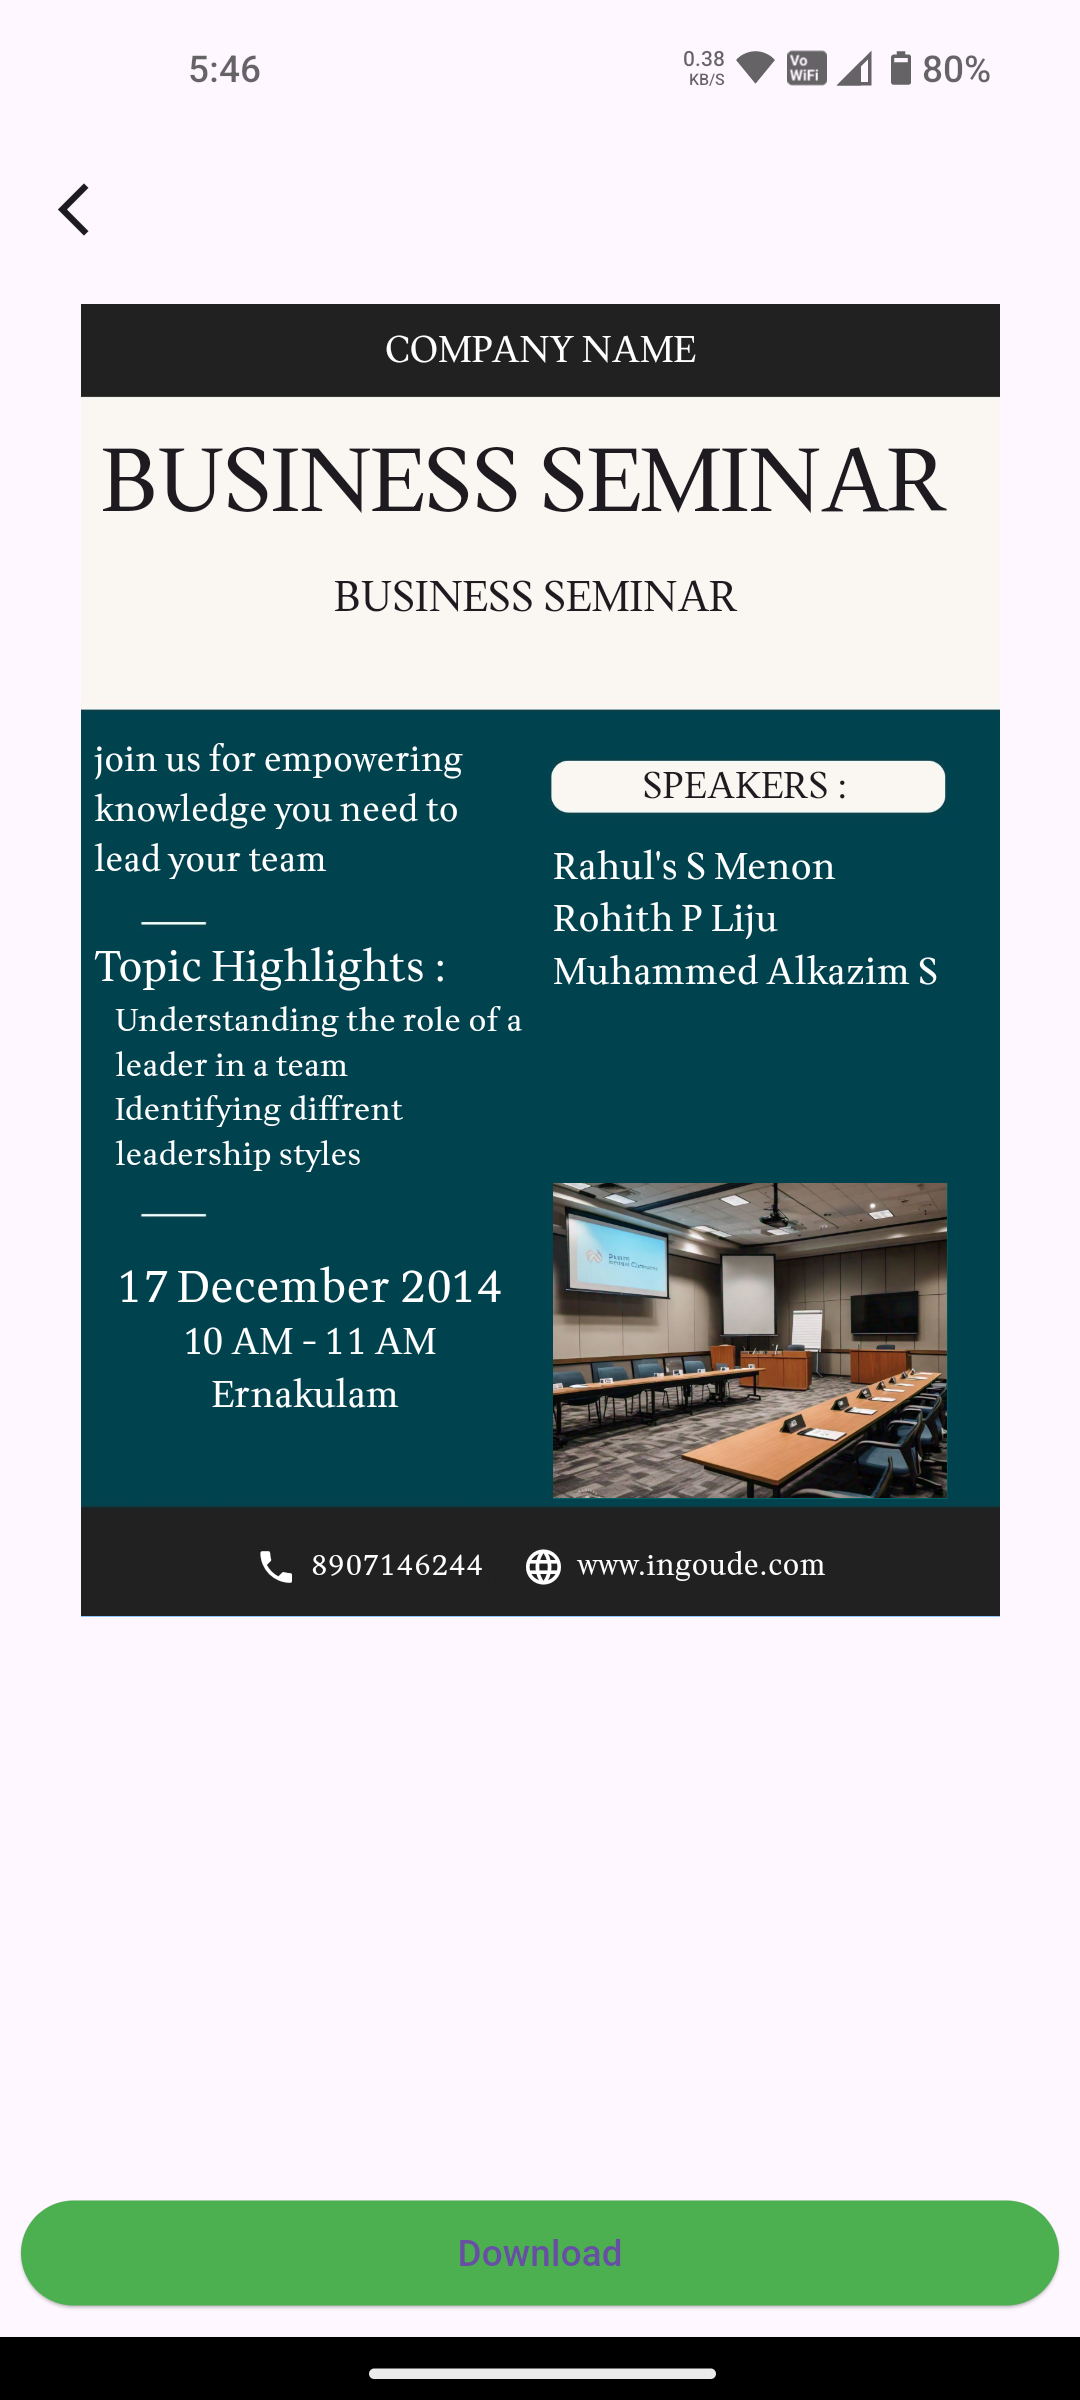 5:46
0.38
KB/S
Vo
WiFi
80%
COMPANY NAME
BUSINESS SEMINAR
BUSINESS SEMINAR
join us for empowering
knowledge you need to
lead your team
Topic Highlights :
Understanding the role of a
leader in a team
Identifying diffrent
leadership styles
17 December 2014
10 AM - 11 AM
Ernakulam
SPEAKERS :
Rahul's S Menon
Rohith P Liju
Muhammed Alkazim S
8907146244
www.ingoude.com
Download